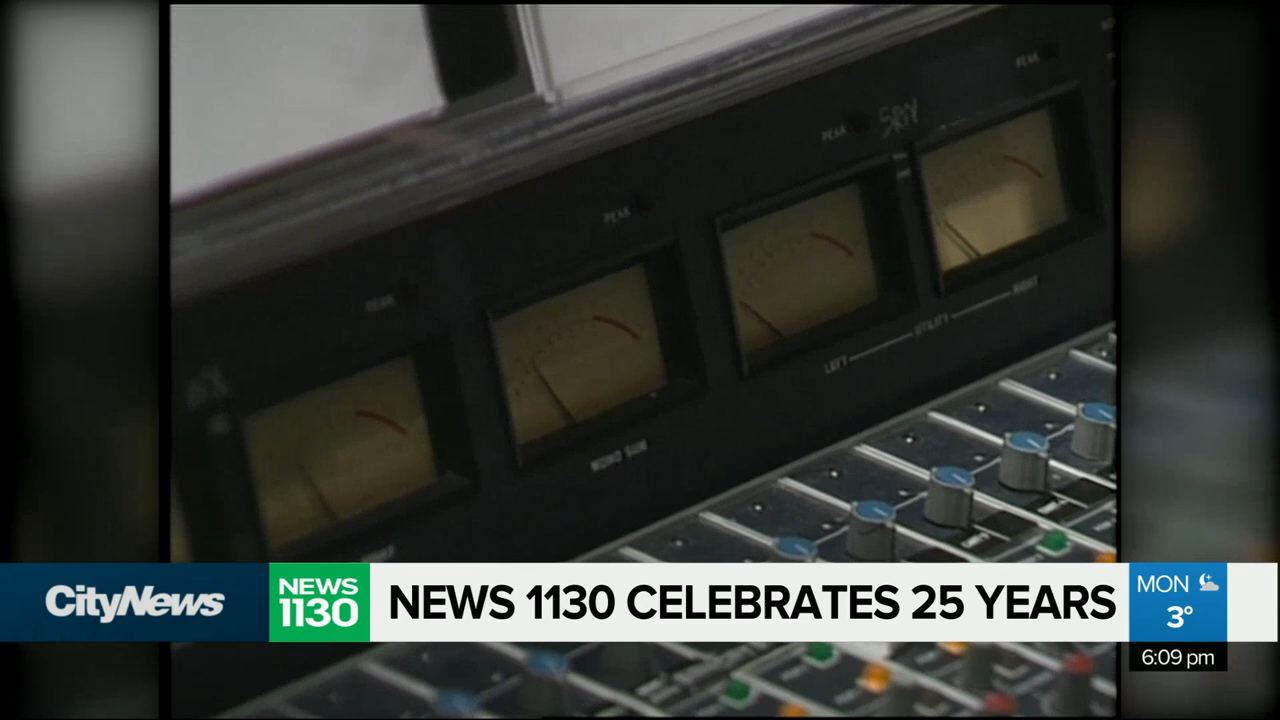 PEAK
PEAK
PEAK
PEAK
MONO SUM
LEFT
UTILITY
RIGHT
CityNews
NEWS
1130
NEWS 1130 CELEBRATES 25 YEARS
MON
3°
6:09 pm